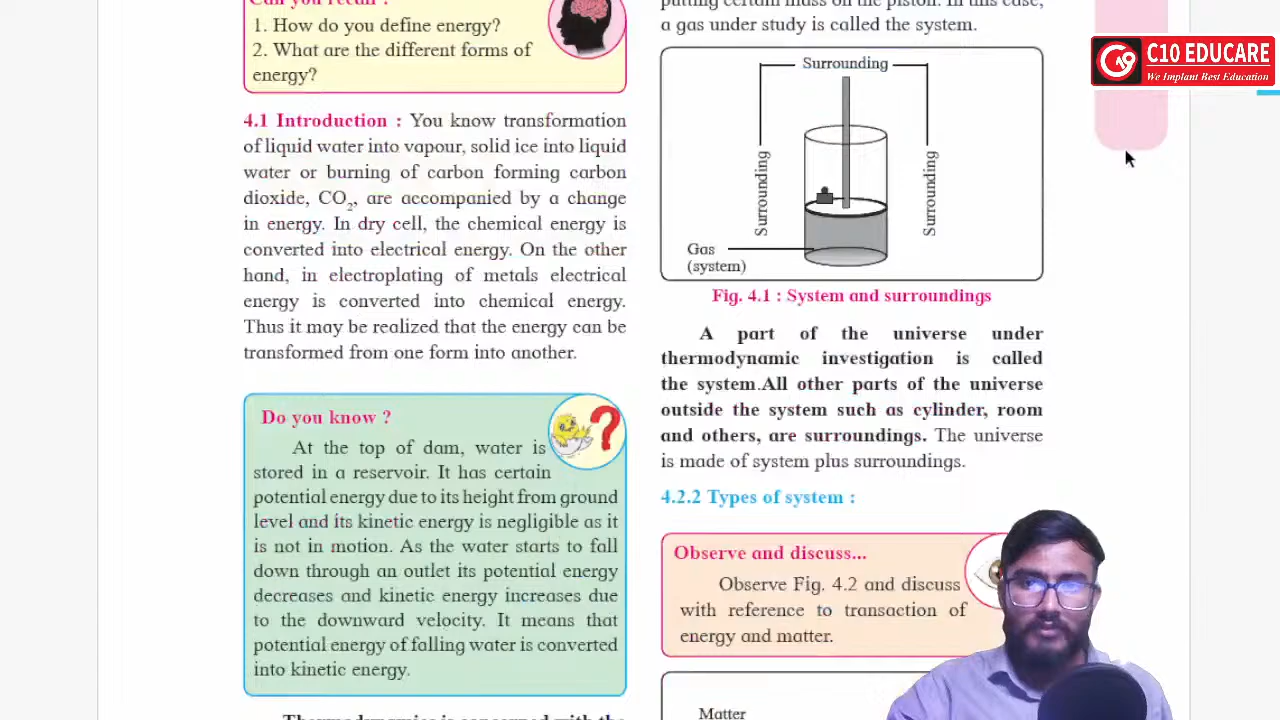 Can you recall ?
1. How do you define energy?
2. What are the different forms of
energy?
4.1 Introduction : You know transformation
of liquid water into vapour, solid ice into liquid
water or burning of carbon forming carbon
dioxide, CO2, are accompanied by a change
in energy. In dry cell, the chemical energy is
converted into electrical energy. On the other
hand, in electroplating of metals electrical
energy is converted into chemical energy.
Thus it may be realized that the energy can be
transformed from one form into another.
Do you know ?
At the top of dam, water is
stored in a reservoir. It has certain
potential energy due to its height from ground
level and its kinetic energy is negligible as it
is not in motion. As the water starts to fall
down through an outlet its potential energy
decreases and kinetic energy increases due
to the downward velocity. It means that
potential energy of falling water is converted
into kinetic energy.
Thermodynamics is concerned with the
putting certain mass on the piston. In this case,
a gas under study is called the system.
Surrounding
Surrounding
Surrounding
Gas
(system)
Fig. 4.1 : System and surroundings
A part of the universe under
thermodynamic investigation is called
the system.All other parts of the universe
outside the system such as cylinder, room
and others, are surroundings. The universe
is made of system plus surroundings.
4.2.2 Types of system :
Observe and discuss...
Observe Fig. 4.2 and discuss
with reference to transaction of
energy and matter.
Matter
C10 EDUCARE
We Implant Best Education